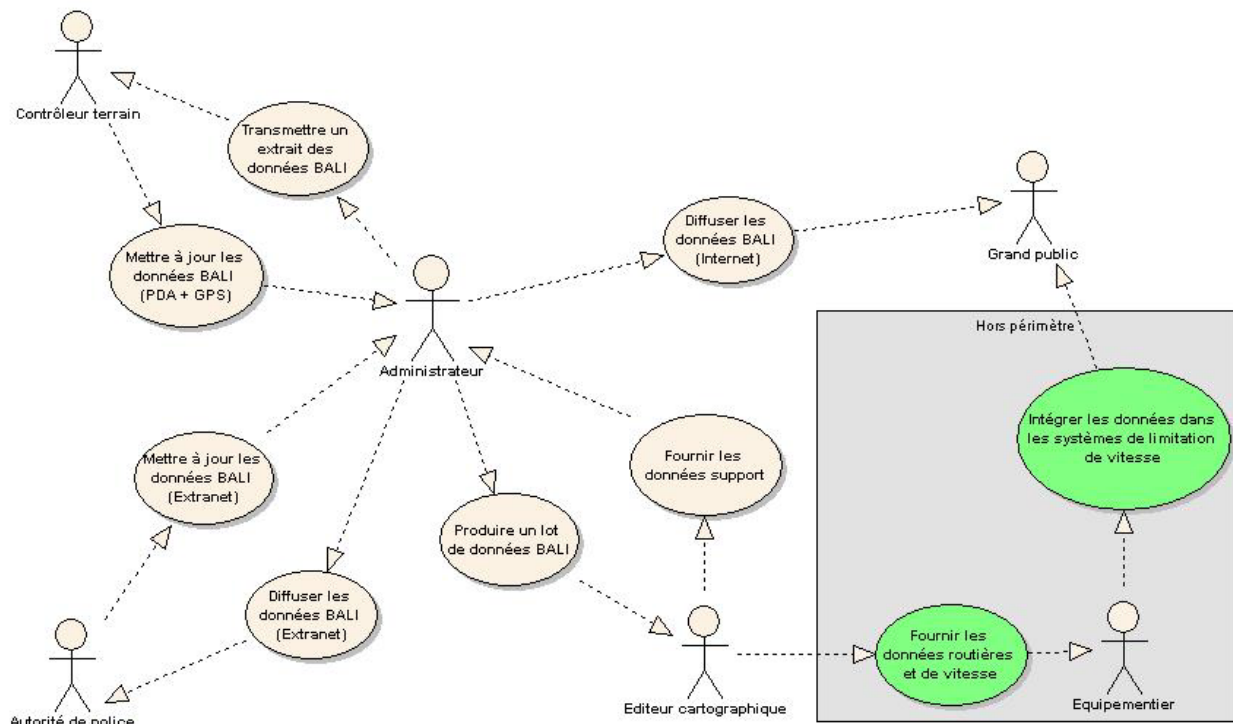 Contrôleur terrain
Transmettre un
extrait des
données BALI
Mettre à jour les
données BALI
(PDA + GPS)
Diffuser les
données BALI
(Internet)
Grand public
Administrateur
Hors périmètre
Intégrer les données dans
les systèmes de limitation
de vitesse
Mettre à jour les
données BALI
(Extranet)
Fournir les
données support
Produire un lot
de données BALI
Diffuser les
données BALI
(Extranet)
Fournir les
données routières
et de vitesse
Autorité de police
Editeur cartographique
Equipementier